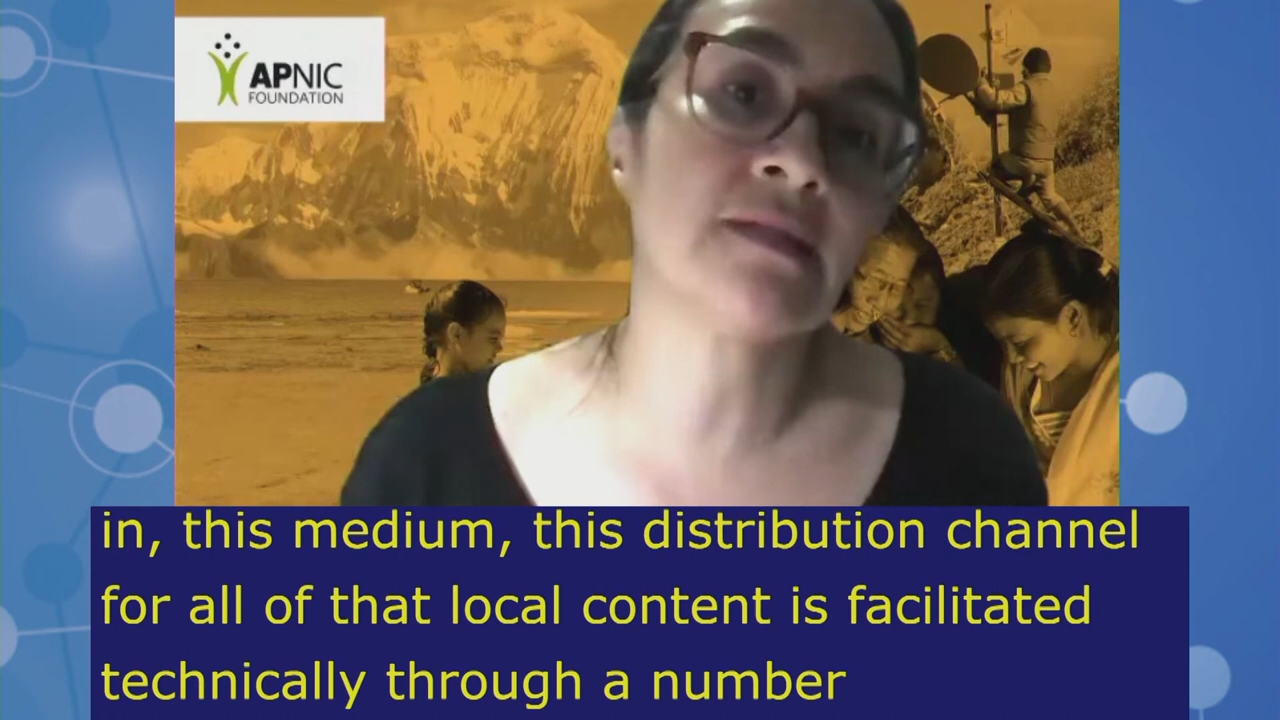 APNIC
FOUNDATION
in, this medium, this distribution channel
for all of that local content is facilitated
technically through a number